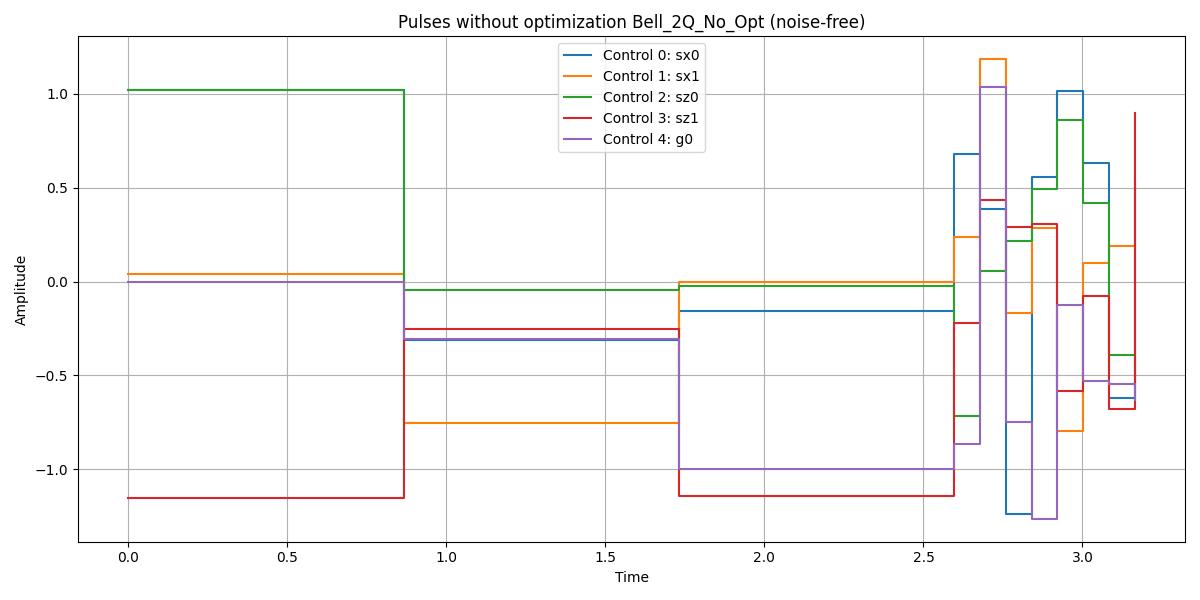 Pulses without optimization Bell_2Q_No_Opt (noise-free)
Control 0: sx0
Control 1: sx1
Control 2: sz0
Control 3: sz1
Control 4: g0
Amplitude
1.0
0.5
0.0
−0.5
−1.0
0.0 0.5 1.0 1.5 2.0 2.5 3.0
Time